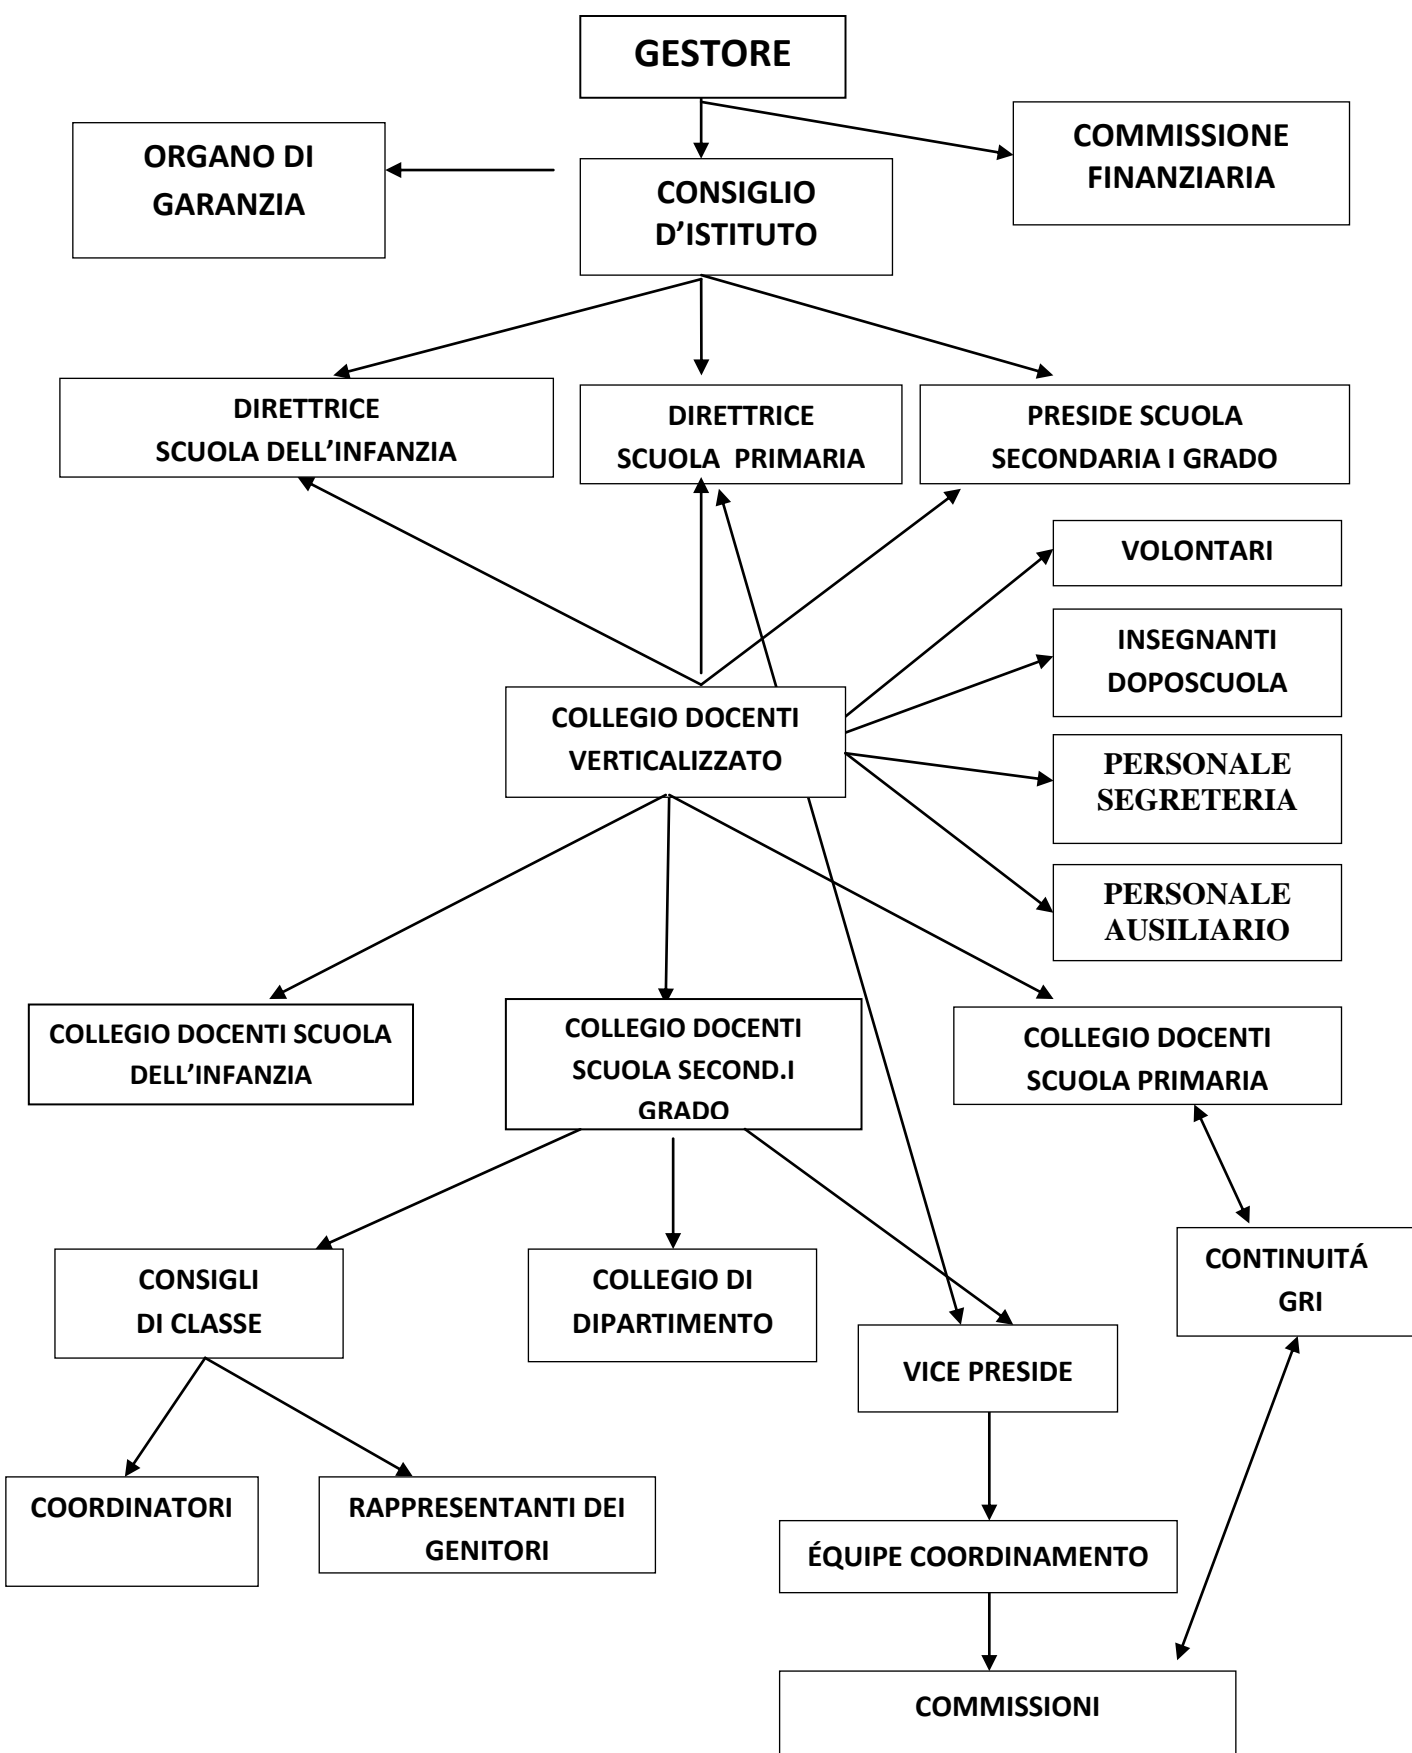 GESTORE
COMMISSIONE
FINANZIARIA
ORGANO DI
GARANZIA
CONSIGLIO
D’ISTITUTO
DIRETTRICE
SCUOLA DELL’INFANZIA
DIRETTRICE
SCUOLA PRIMARIA
PRESIDE SCUOLA
SECONDARIA I GRADO
VOLONTARI
INSEGNANTI
DOPOSCUOLA
COLLEGIO DOCENTI
VERTICALIZZATO
PERSONALE
SEGRETERIA
PERSONALE
AUSILIARIO
COLLEGIO DOCENTI SCUOLA
DELL’INFANZIA
COLLEGIO DOCENTI
SCUOLA SECOND.I
GRADO
COLLEGIO DOCENTI
SCUOLA PRIMARIA
CONSIGLI
DI CLASSE
COLLEGIO DI
DIPARTIMENTO
CONTINUITÁ
GRI
VICE PRESIDE
COORDINATORI
RAPPRESENTANTI DEI
GENITORI
ÉQUIPE COORDINAMENTO
COMMISSIONI